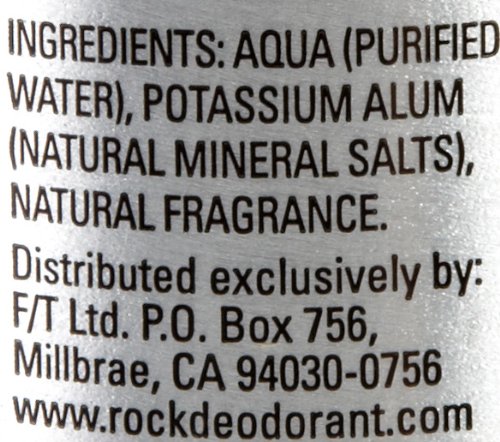 INGREDIENTS: AQUA (PURIFIED
WATER), POTASSIUM ALUM
(NATURAL MINERAL SALTS),
NATURAL FRAGRANCE.
Distributed exclusively by:
F/T Ltd. P.O. Box 756,
Millbrae, CA 94030-0756
www.rockdeodorant.com